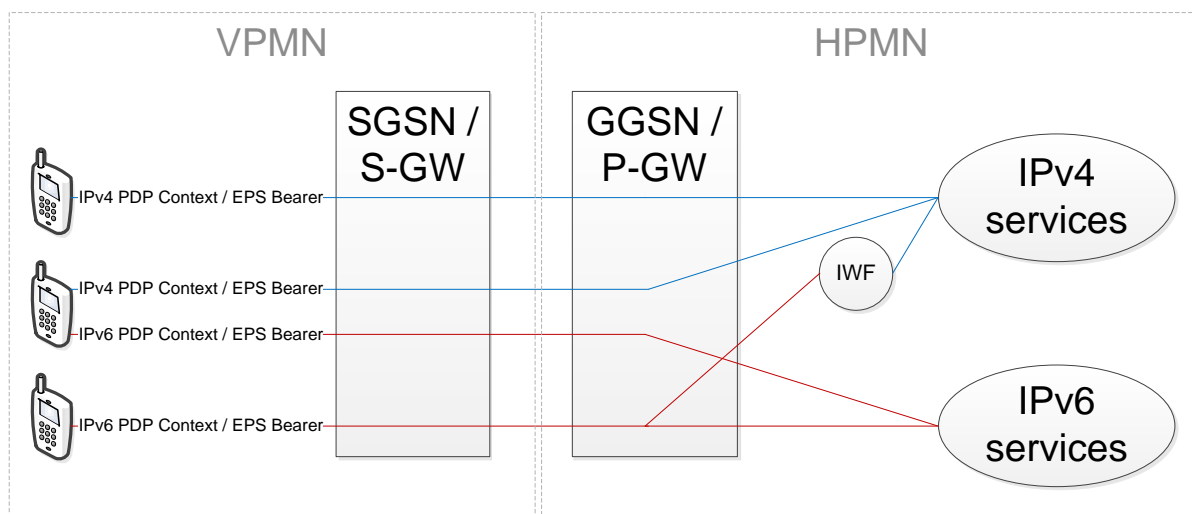 VPMN
HPMN
SGSN /
S-GW
GGSN /
P-GW
IPv4
services
IPv4 PDP Context / EPS Bearer
IWF
IPv4 PDP Context / EPS Bearer
IPv6 PDP Context / EPS Bearer
IPv6
services
IPv6 PDP Context / EPS Bearer